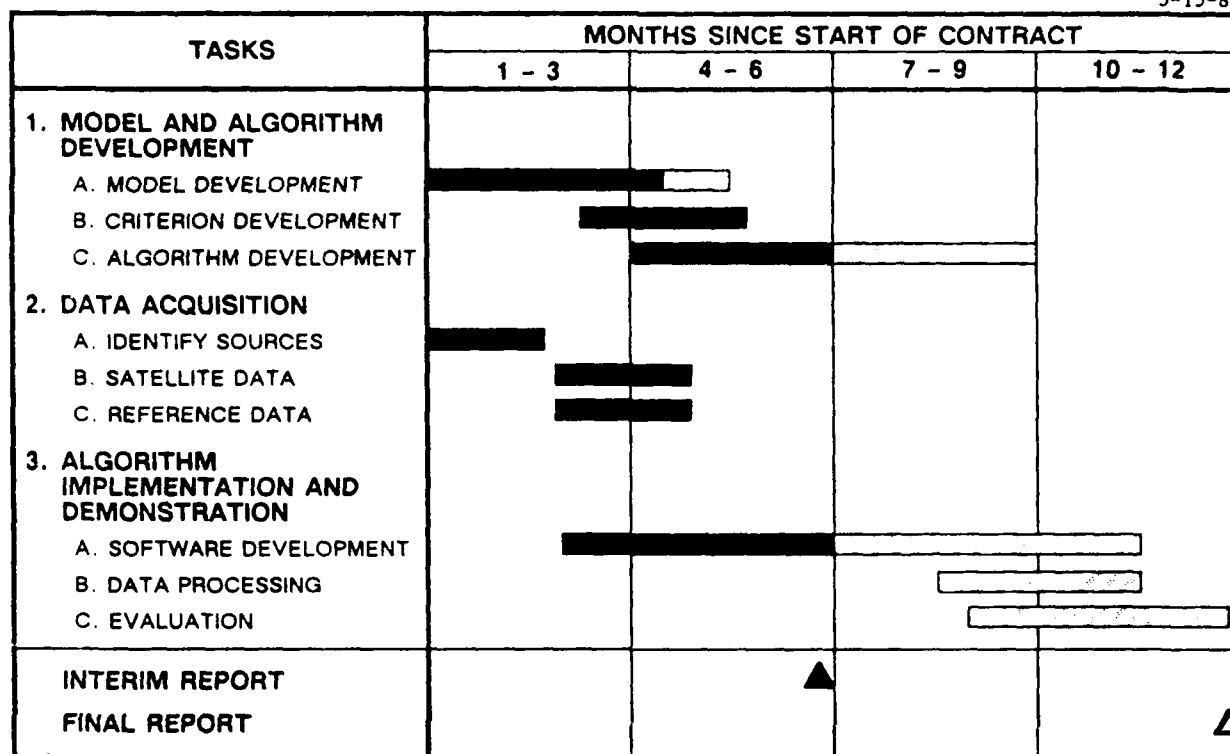 TASKS
MONTHS SINCE START OF CONTRACT
1 - 3
4 - 6
7 - 9
10 - 12
1. MODEL AND ALGORITHM
DEVELOPMENT
A. MODEL DEVELOPMENT
B. CRITERION DEVELOPMENT
C. ALGORITHM DEVELOPMENT
2. DATA ACQUISITION
A. IDENTIFY SOURCES
B. SATELLITE DATA
C. REFERENCE DATA
3. ALGORITHM
IMPLEMENTATION AND
DEMONSTRATION
A. SOFTWARE DEVELOPMENT
B. DATA PROCESSING
C. EVALUATION
INTERIM REPORT
FINAL REPORT